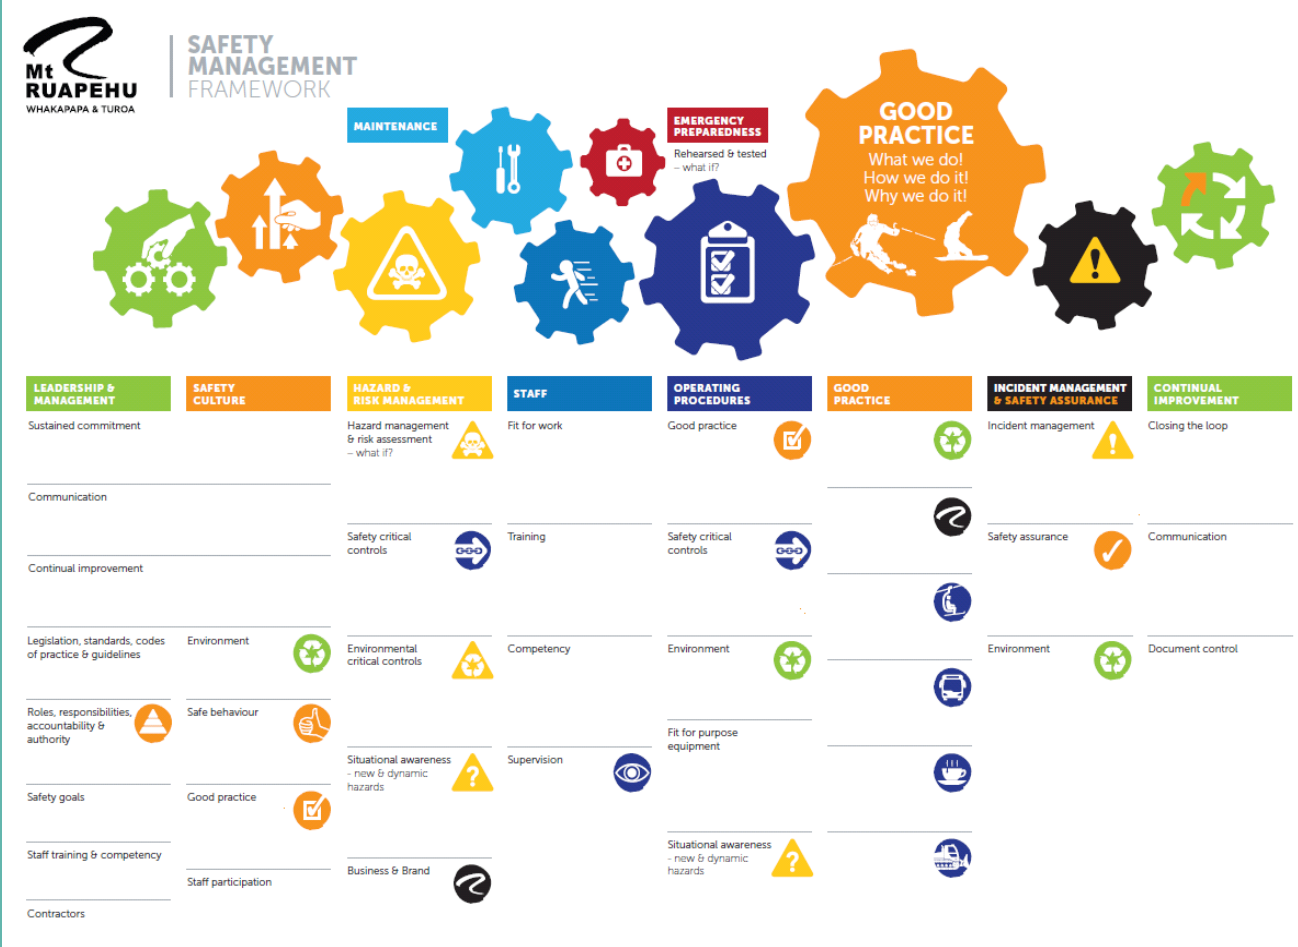 Mt
RUAPEHU
WHAKAPAPA & TUROA
SAFETY
MANAGEMENT
FRAMEWORK
MAINTENANCE
EMERGENCY
PREPAREDNESS
Rehearsed & tested
– what if?
GOOD
PRACTICE
What we do!
How we do it!
Why we do it!
LEADERSHIP &
MANAGEMENT
Sustained commitment
Communication
Continual improvement
Legislation, standards, codes
of practice & guidelines
Roles, responsibilities,
accountability &
authority
Safety goals
Staff training & competency
Contractors
SAFETY
CULTURE
Environment
Safe behaviour
Good practice
Staff participation
HAZARD &
RISK MANAGEMENT
Hazard management
& risk assessment
– what if?
Safety critical
controls
Environmental
critical controls
Situational awareness
- new & dynamic
hazards
Business & Brand
STAFF
Fit for work
Training
Competency
Supervision
OPERATING
PROCEDURES
Good practice
Safety critical
controls
Environment
Fit for purpose
equipment
Situational awareness
- new & dynamic
hazards
GOOD
PRACTICE
INCIDENT MANAGEMENT
& SAFETY ASSURANCE
Incident management
Safety assurance
Environment
CONTINUAL
IMPROVEMENT
Closing the loop
Communication
Document control